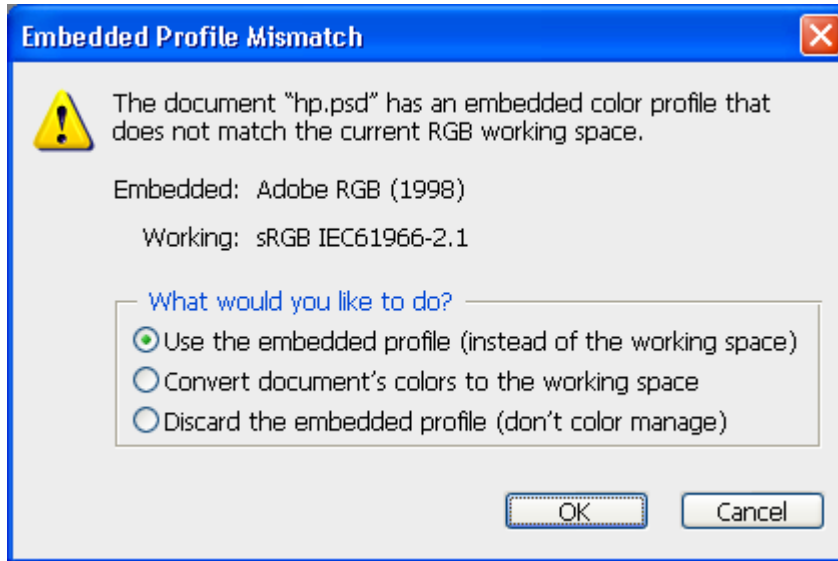 Embedded Profile Mismatch
The document “hp.psd” has an embedded color profile that
does not match the current RGB working space.
Embedded: Adobe RGB (1998)
Working: sRGB IEC61966-2.1
What would you like to do?
Use the embedded profile (instead of the working space)
Convert document's colors to the working space
Discard the embedded profile (don't color manage)
OK Cancel